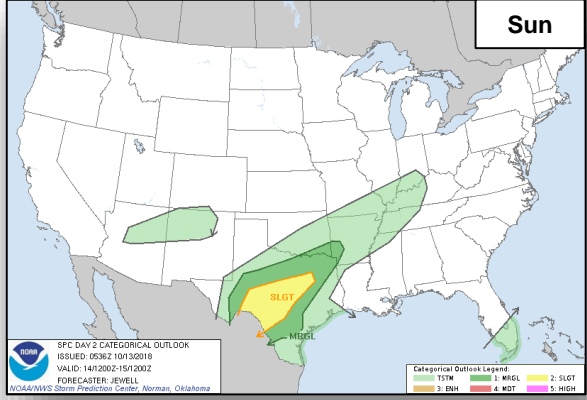 Sun
SLGT
MRGL
NOAA
SPC DAY 2 CATEGORICAL OUTLOOK
ISSUED: 0536Z 10/13/2018
VALID: 14/1200Z-15/1200Z
FORECASTER: JEWELL
NOAA/NWS Storm Prediction Center, Norman, Oklahoma
Categorical Outlook Legend:
TSTM 1: MRGL 2: SLGT
3: ENH 4: MDT 5: HIGH